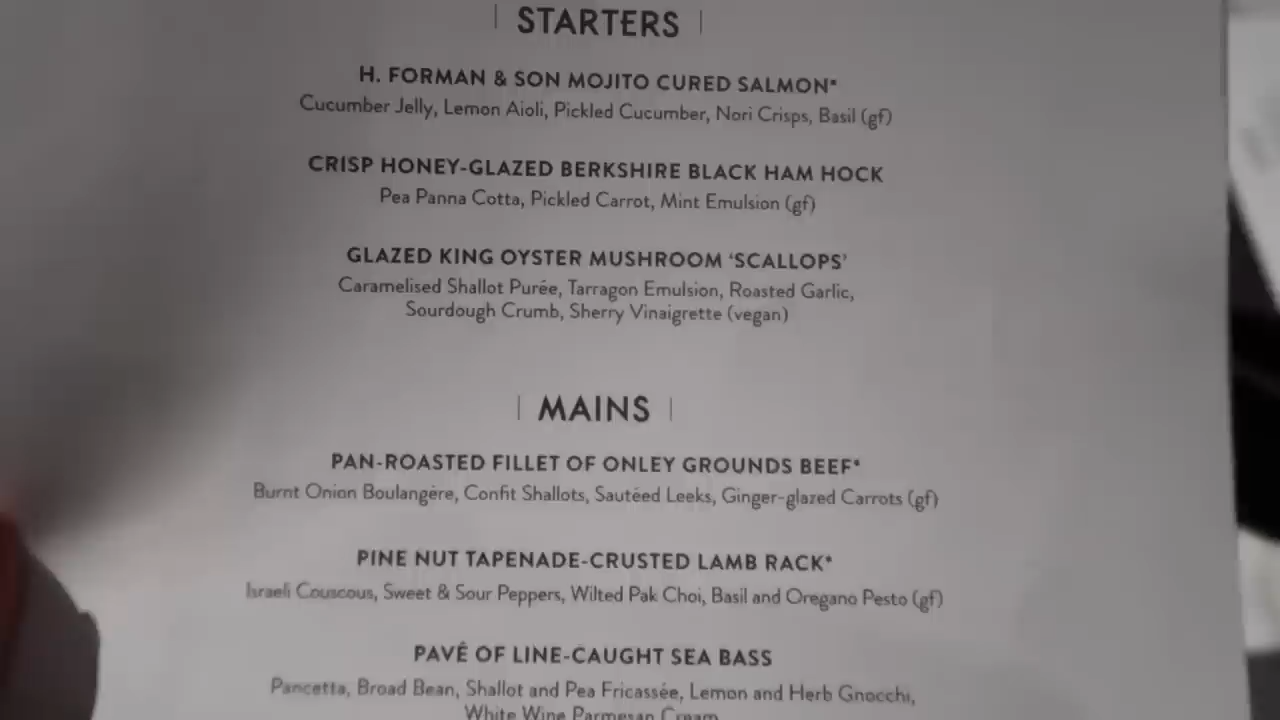 STARTERS
H. FORMAN & SON MOJITO CURED SALMON*
Cucumber Jelly, Lemon Aioli, Pickled Cucumber, Nori Crisps, Basil (gf)
CRISP HONEY-GLAZED BERKSHIRE BLACK HAM HOCK
Pea Panna Cotta, Pickled Carrot, Mint Emulsion (gf)
GLAZED KING OYSTER MUSHROOM ‘SCALLOPS’
Caramelised Shallot Purée, Tarragon Emulsion, Roasted Garlic,
Sourdough Crumb, Sherry Vinaigrette (vegan)
MAINS
PAN-ROASTED FILLET OF ONLEY GROUNDS BEEF*
Burnt Onion Boulangère, Confit Shallots, Sautéed Leeks, Ginger-glazed Carrots (gf)
PINE NUT TAPENADE-CRUSTED LAMB RACK*
Israeli Couscous, Sweet & Sour Peppers, Wilted Pak Choi, Basil and Oregano Pesto (gf)
PAVÉ OF LINE-CAUGHT SEA BASS
Pancetta, Broad Bean, Shallot and Pea Fricassée, Lemon and Herb Gnocchi,
White Wine Parmesan Cream